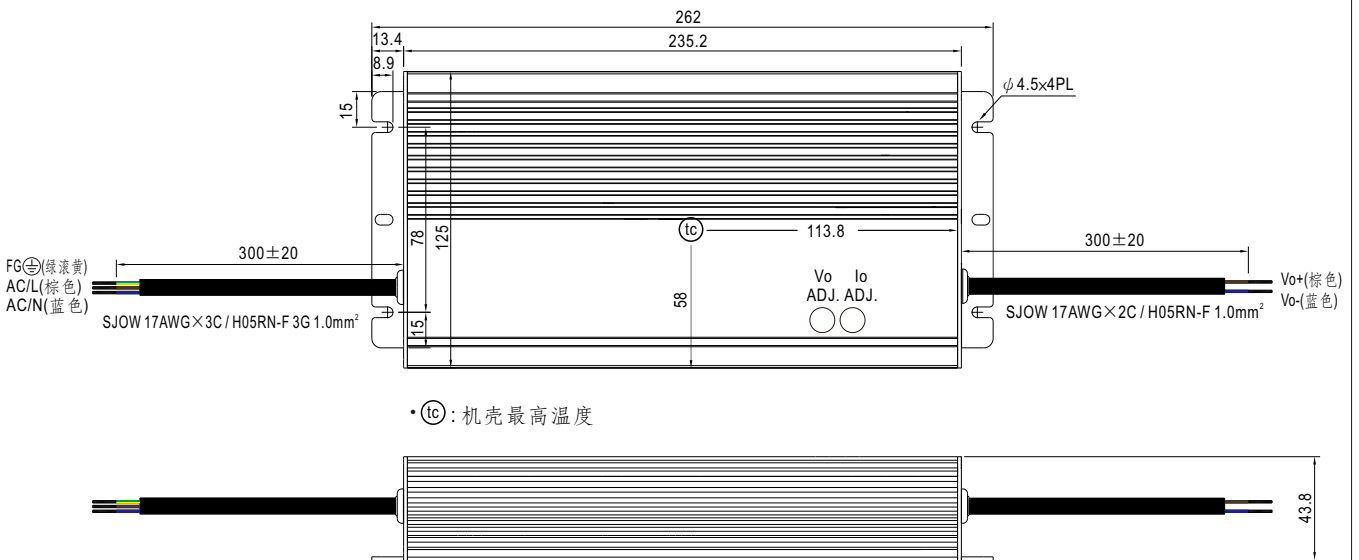 262
13.4
235.2
8.9
ϕ 4.5x4PL
15
tc
113.8
78
125
300±20
300±20
FG⏚(绿滚黄)
AC/L(棕色)
AC/N(蓝色)
Vo Io
ADJ. ADJ.
58
Vo+(棕色)
Vo-(蓝色)
SJOW 17AWG×3C / H05RN-F 3G 1.0mm²
15
SJOW 17AWG×2C / H05RN-F 1.0mm²
• tc : 机壳最高温度
43.8